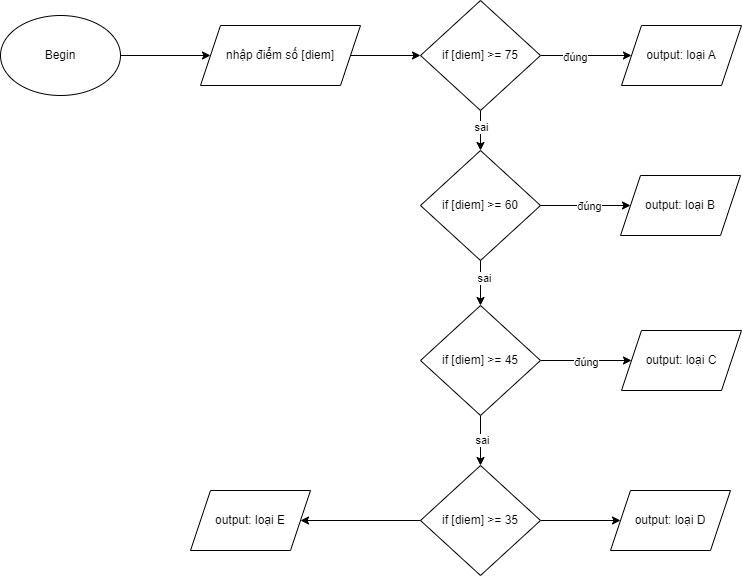 Begin
nhập điểm số [diem]
if [diem] >= 75
đúng
output: loại A
sai
if [diem] >= 60
đúng
output: loại B
sai
if [diem] >= 45
đúng
output: loại C
sai
output: loại E
if [diem] >= 35
output: loại D